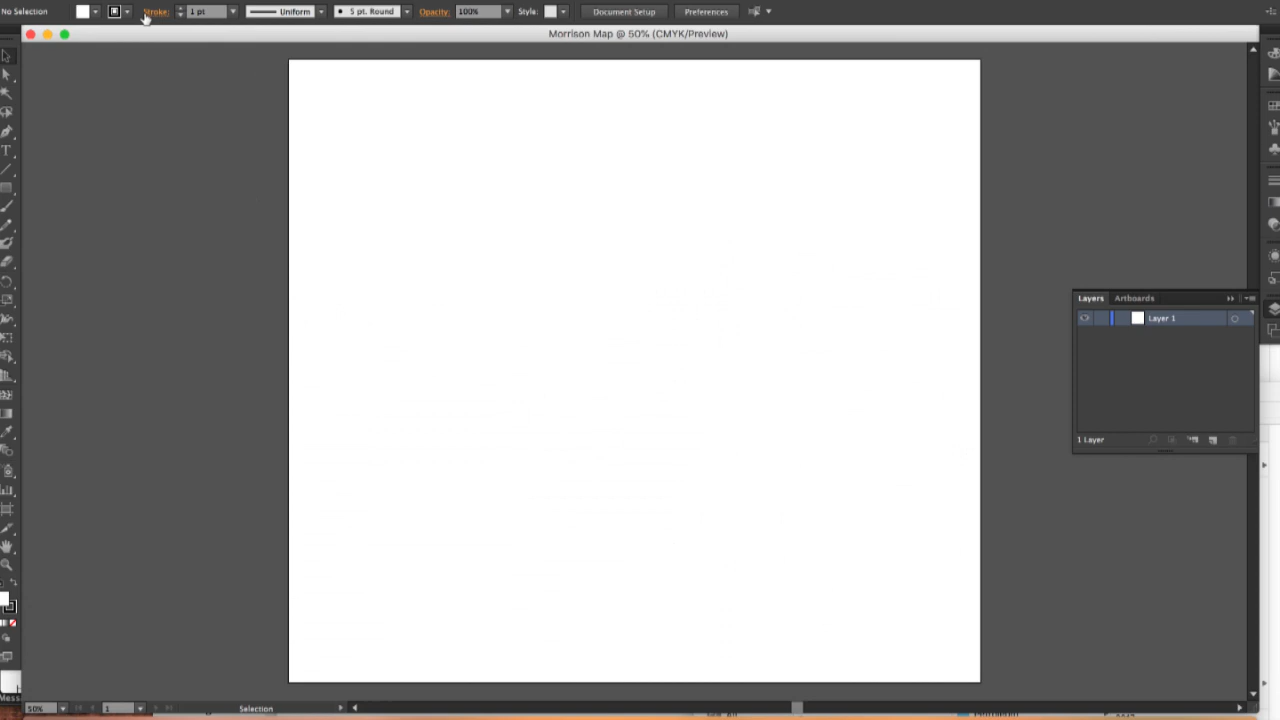 No Selection Stroke: 1 pt Uniform 5 pt. Round Opacity: 100% Style: Document Setup Preferences
Morrison Map @ 50% (CMYK/Preview)
Layers Artboards
Layer 1
1 Layer
Mess
50% 1 Selection